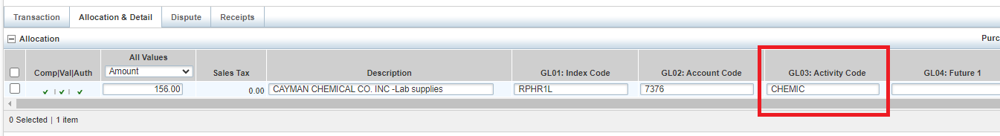 Transaction Allocation & Detail Dispute Receipts
Allocation Purc
All Values
Comp|Val|Auth Amount Sales Tax Description GL01: Index Code GL02: Account Code GL03: Activity Code GL04: Future 1
156.00 0.00 CAYMAN CHEMICAL CO. INC -Lab supplies RPHR1L 7376 CHEMIC
0 Selected | 1 item